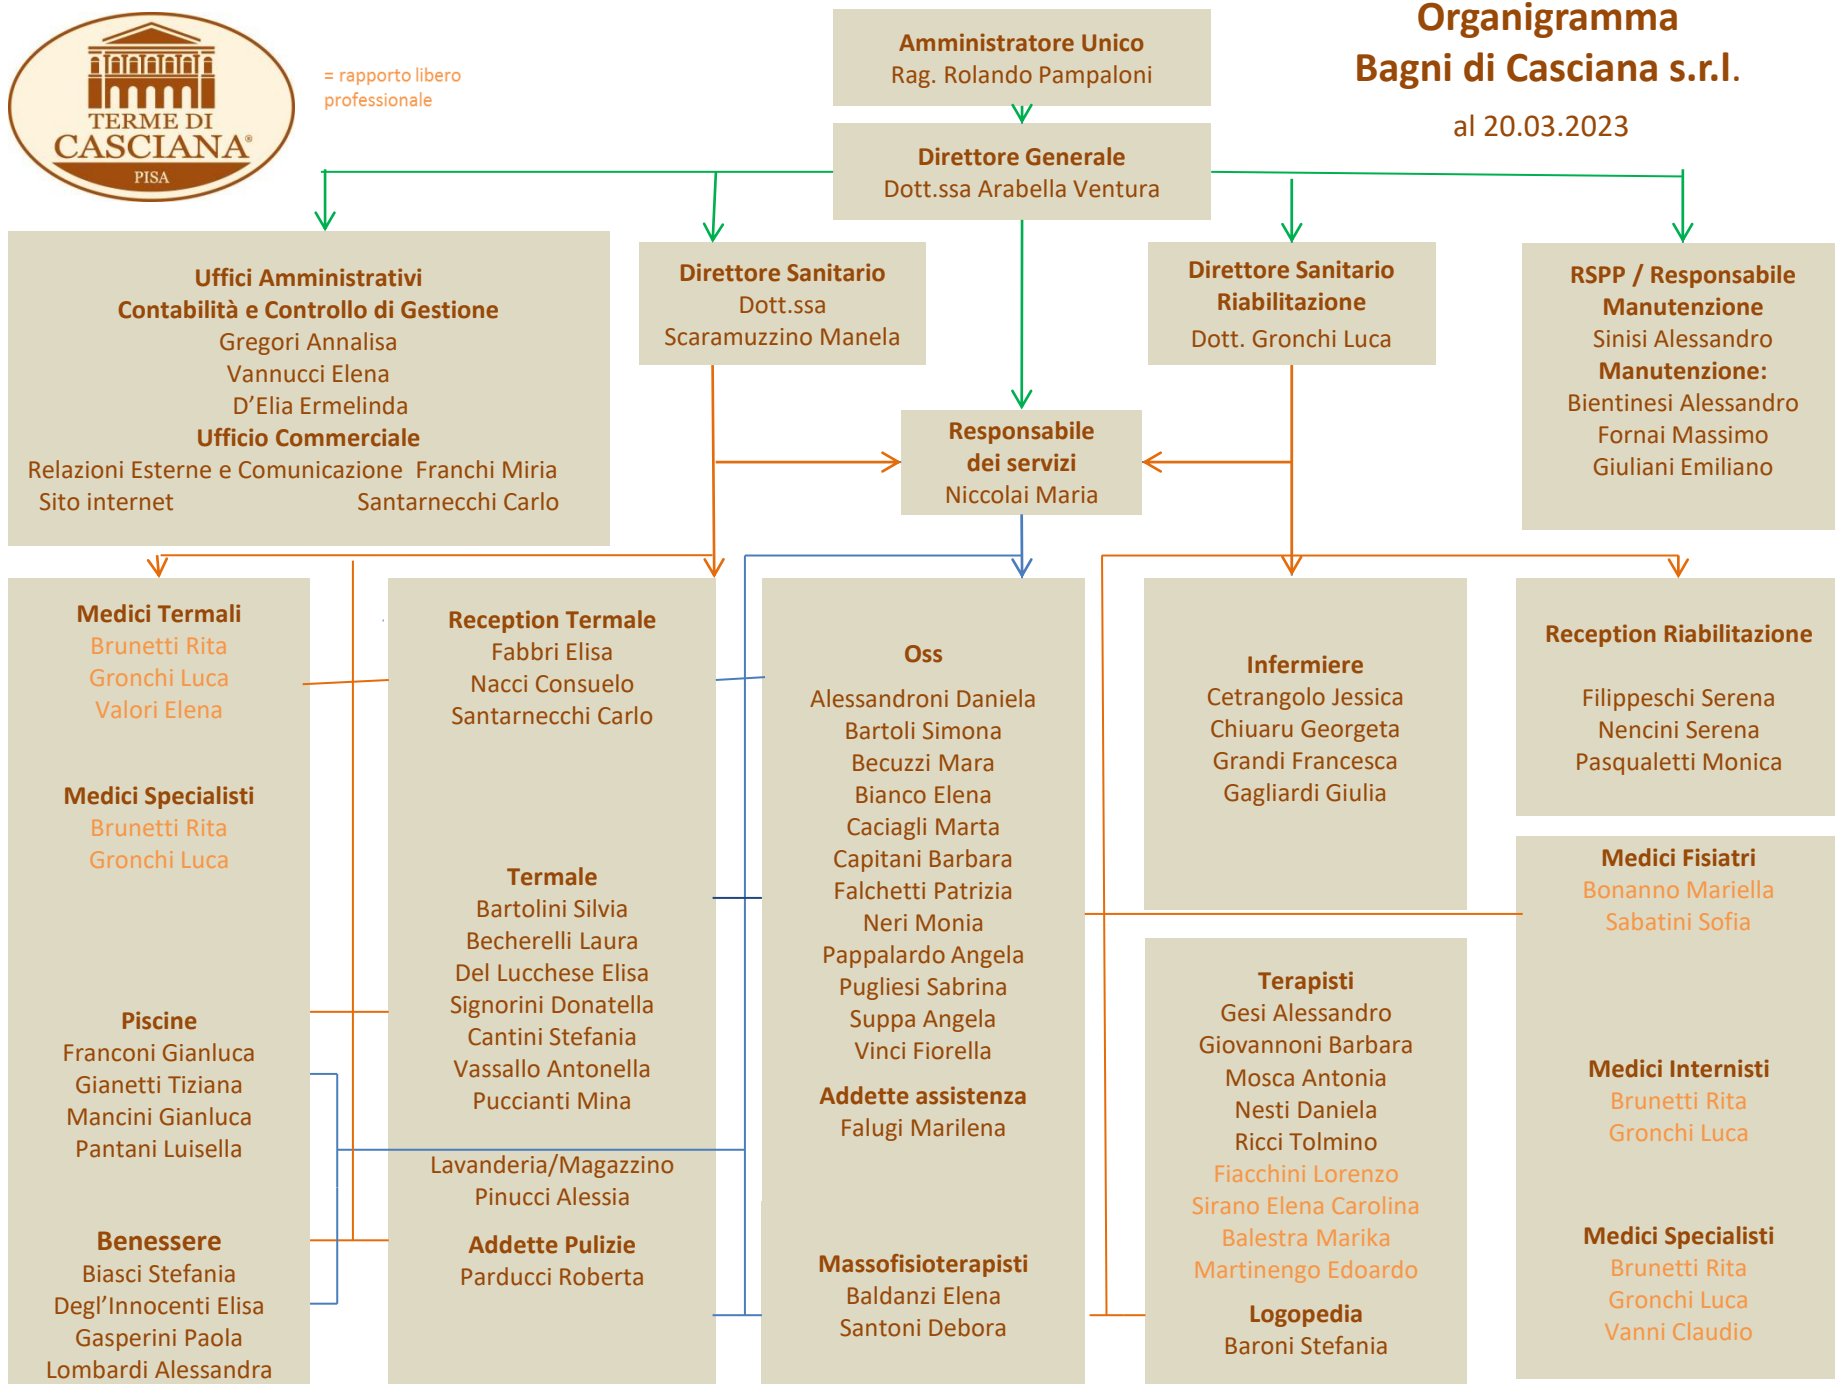 TERME DI
CASCIANA®
PISA
= rapporto libero
professionale
Amministratore Unico
Rag. Rolando Pampaloni
Organigramma
Bagni di Casciana s.r.l.
al 20.03.2023
Direttore Generale
Dott.ssa Arabella Ventura
Uffici Amministrativi
Contabilità e Controllo di Gestione
Gregori Annalisa
Vannucci Elena
D’Elia Ermelinda
Ufficio Commerciale
Relazioni Esterne e Comunicazione Franchi Miria
Sito internet Santarnecchi Carlo
Direttore Sanitario
Dott.ssa
Scaramuzzino Manela
Direttore Sanitario
Riabilitazione
Dott. Gronchi Luca
RSPP / Responsabile
Manutenzione
Sinisi Alessandro
Manutenzione:
Bientinesi Alessandro
Fornai Massimo
Giuliani Emiliano
Responsabile
dei servizi
Niccolai Maria
Medici Termali
Brunetti Rita
Gronchi Luca
Valori Elena
Medici Specialisti
Brunetti Rita
Gronchi Luca
Piscine
Franconi Gianluca
Gianetti Tiziana
Mancini Gianluca
Pantani Luisella
Benessere
Biasci Stefania
Degl’Innocenti Elisa
Gasperini Paola
Lombardi Alessandra
Reception Termale
Fabbri Elisa
Nacci Consuelo
Santarnecchi Carlo
Termale
Bartolini Silvia
Becherelli Laura
Del Lucchese Elisa
Signorini Donatella
Cantini Stefania
Vassallo Antonella
Puccianti Mina
Lavanderia/Magazzino
Pinucci Alessia
Addette Pulizie
Parducci Roberta
Oss
Alessandroni Daniela
Bartoli Simona
Becuzzi Mara
Bianco Elena
Caciagli Marta
Capitani Barbara
Falchetti Patrizia
Neri Monia
Pappalardo Angela
Pugliesi Sabrina
Suppa Angela
Vinci Fiorella
Addette assistenza
Falugi Marilena
Massofisioterapisti
Baldanzi Elena
Santoni Debora
Infermiere
Cetrangolo Jessica
Chiuaru Georgeta
Grandi Francesca
Gagliardi Giulia
Terapisti
Gesi Alessandro
Giovannoni Barbara
Mosca Antonia
Nesti Daniela
Ricci Tolmino
Fiacchini Lorenzo
Sirano Elena Carolina
Balestra Marika
Martinengo Edoardo
Logopedia
Baroni Stefania
Reception Riabilitazione
Filippeschi Serena
Nencini Serena
Pasqualetti Monica
Medici Fisiatri
Bonanno Mariella
Sabatini Sofia
Medici Internisti
Brunetti Rita
Gronchi Luca
Medici Specialisti
Brunetti Rita
Gronchi Luca
Vanni Claudio